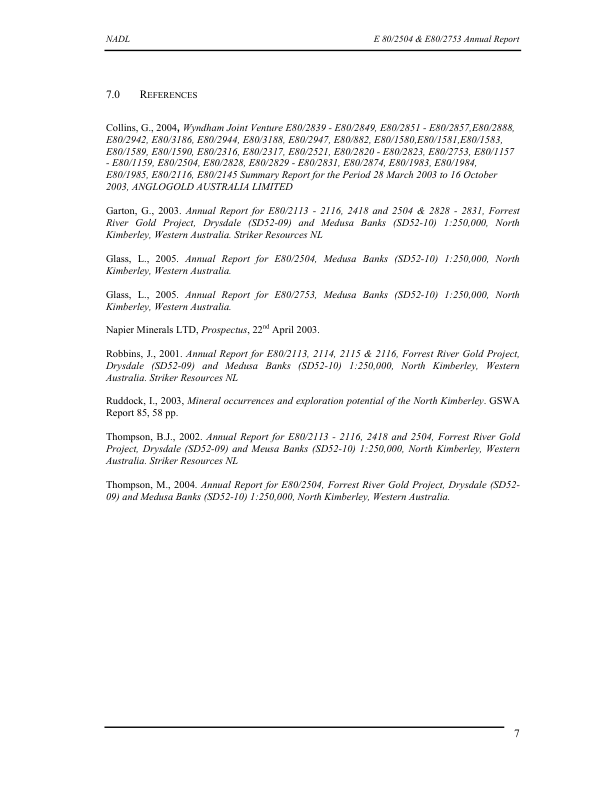 NADL E 80/2504 & E80/2753 Annual Report
7.0 REFERENCES
Collins, G., 2004, Wyndham Joint Venture E80/2839 - E80/2849, E80/2851 - E80/2857,E80/2888,
E80/2942, E80/3186, E80/2944, E80/3188, E80/2947, E80/882, E80/1580,E80/1581,E80/1583,
E80/1589, E80/1590, E80/2316, E80/2317, E80/2521, E80/2820 - E80/2823, E80/2753, E80/1157
- E80/1159, E80/2504, E80/2828, E80/2829 - E80/2831, E80/2874, E80/1983, E80/1984,
E80/1985, E80/2116, E80/2145 Summary Report for the Period 28 March 2003 to 16 October
2003, ANGLOGOLD AUSTRALIA LIMITED
Garton, G., 2003. Annual Report for E80/2113 - 2116, 2418 and 2504 & 2828 - 2831, Forrest
River Gold Project, Drysdale (SD52-09) and Medusa Banks (SD52-10) 1:250,000, North
Kimberley, Western Australia. Striker Resources NL
Glass, L., 2005. Annual Report for E80/2504, Medusa Banks (SD52-10) 1:250,000, North
Kimberley, Western Australia.
Glass, L., 2005. Annual Report for E80/2753, Medusa Banks (SD52-10) 1:250,000, North
Kimberley, Western Australia.
Napier Minerals LTD, Prospectus, 22nd April 2003.
Robbins, J., 2001. Annual Report for E80/2113, 2114, 2115 & 2116, Forrest River Gold Project,
Drysdale (SD52-09) and Medusa Banks (SD52-10) 1:250,000, North Kimberley, Western
Australia. Striker Resources NL
Ruddock, I., 2003, Mineral occurrences and exploration potential of the North Kimberley. GSWA
Report 85, 58 pp.
Thompson, B.J., 2002. Annual Report for E80/2113 - 2116, 2418 and 2504, Forrest River Gold
Project, Drysdale (SD52-09) and Meusa Banks (SD52-10) 1:250,000, North Kimberley, Western
Australia. Striker Resources NL
Thompson, M., 2004. Annual Report for E80/2504, Forrest River Gold Project, Drysdale (SD52-
09) and Medusa Banks (SD52-10) 1:250,000, North Kimberley, Western Australia.
7